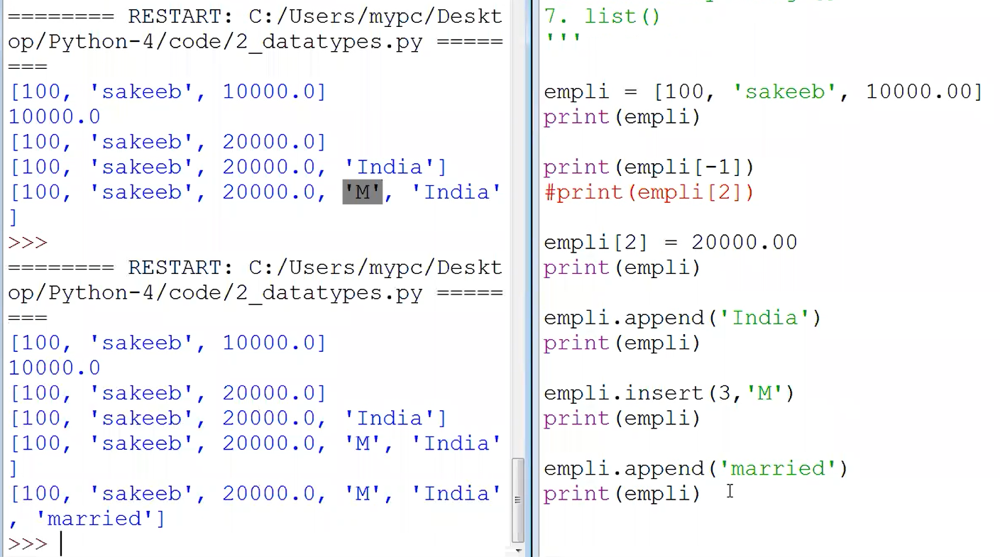 ======== RESTART: C:/Users/mypc/Deskt
op/Python-4/code/2_datatypes.py =====
===
[100, 'sakeeb', 10000.0]
10000.0
[100, 'sakeeb', 20000.0]
[100, 'sakeeb', 20000.0, 'India']
[100, 'sakeeb', 20000.0, 'M', 'India'
]
>>>
======== RESTART: C:/Users/mypc/Deskt
op/Python-4/code/2_datatypes.py =====
===
[100, 'sakeeb', 10000.0]
10000.0
[100, 'sakeeb', 20000.0]
[100, 'sakeeb', 20000.0, 'India']
[100, 'sakeeb', 20000.0, 'M', 'India'
]
[100, 'sakeeb', 20000.0, 'M', 'India'
, 'married']
>>>
7. list()
'''
empli = [100, 'sakeeb', 10000.00]
print(empli)
print(empli[-1])
#print(empli[2])
empli[2] = 20000.00
print(empli)
empli.append('India')
print(empli)
empli.insert(3,'M')
print(empli)
empli.append('married')
print(empli)